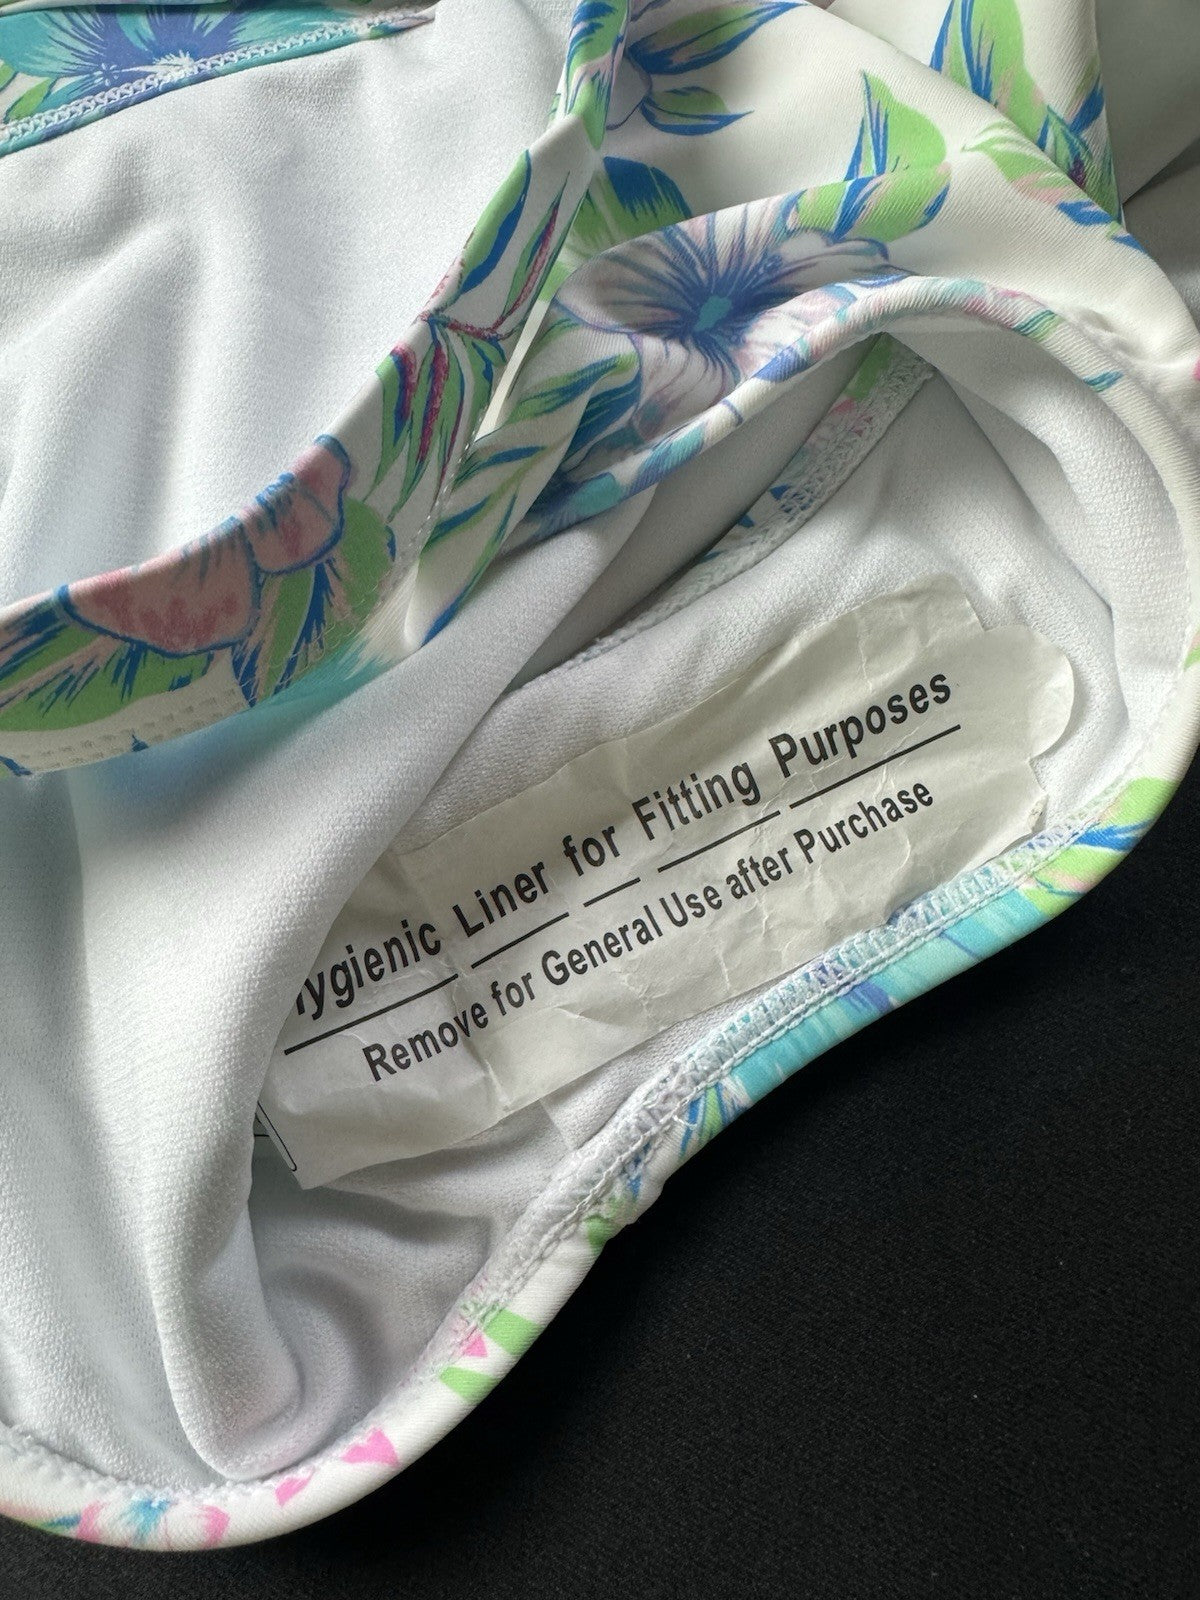 Hygienic Liner for Fitting Purposes
Remove for General Use after Purchase